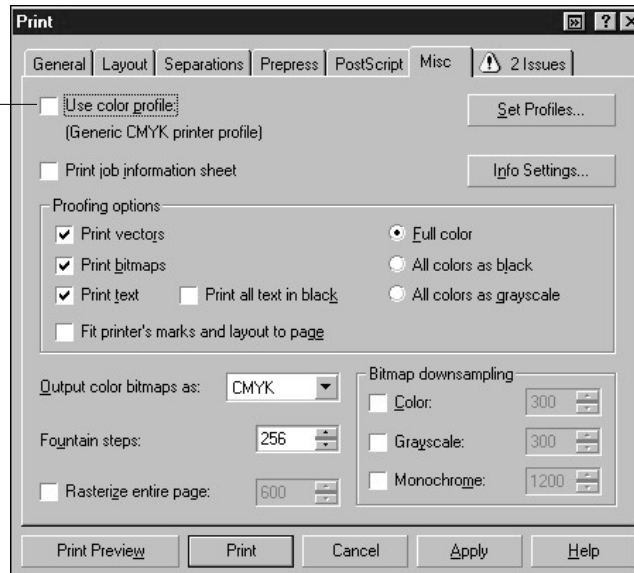 Print
General Layout Separations Prepress PostScript Misc 2 Issues
Use color profile:
(Generic CMYK printer profile)
Set Profiles...
Print job information sheet
Info Settings...
Proofing options
Print vectors
Full color
Print bitmaps
All colors as black
Print text Print all text in black
All colors as grayscale
Fit printer's marks and layout to page
Output color bitmaps as: CMYK
Bitmap downsampling
Color: 300
Fountain steps: 256
Grayscale: 300
Rasterize entire page: 600
Monochrome: 1200
Print Preview Print Cancel Apply Help